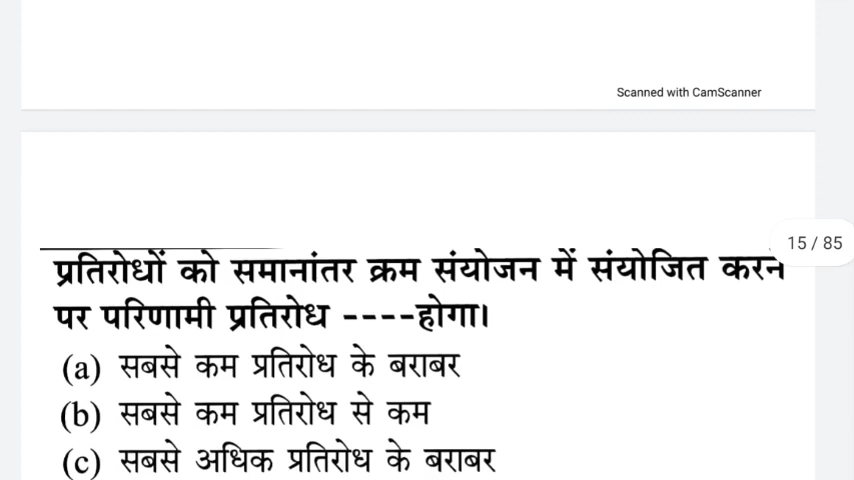 Scanned with CamScanner
15 / 85
प्रतिरोधों को समानांतर क्रम संयोजन में संयोजित करने
पर परिणामी प्रतिरोध ----होगा।
(a) सबसे कम प्रतिरोध के बराबर
(b) सबसे कम प्रतिरोध से कम
(c) सबसे अधिक प्रतिरोध के बराबर